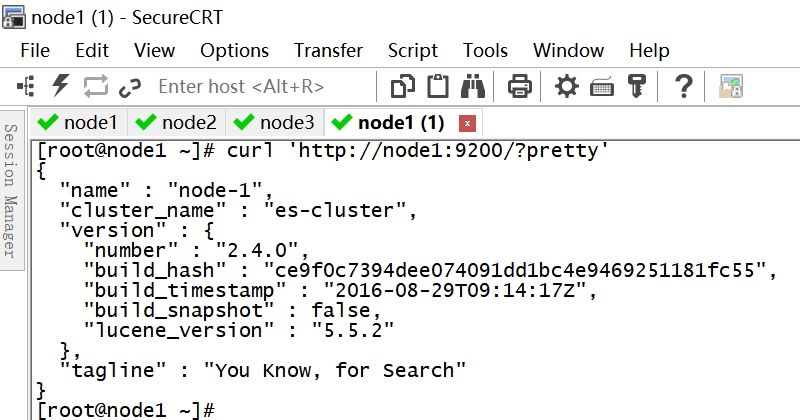 node1 (1) - SecureCRT
File Edit View Options Transfer Script Tools Window Help
Enter host <Alt+R>
node1 node2 node3 node1 (1)
Session Manager
[root@node1 ~]# curl 'http://node1:9200/?pretty'
{
  "name" : "node-1",
  "cluster_name" : "es-cluster",
  "version" : {
    "number" : "2.4.0",
    "build_hash" : "ce9f0c7394dee074091dd1bc4e9469251181fc55",
    "build_timestamp" : "2016-08-29T09:14:17Z",
    "build_snapshot" : false,
    "lucene_version" : "5.5.2"
  },
  "tagline" : "You Know, for Search"
}
[root@node1 ~]#